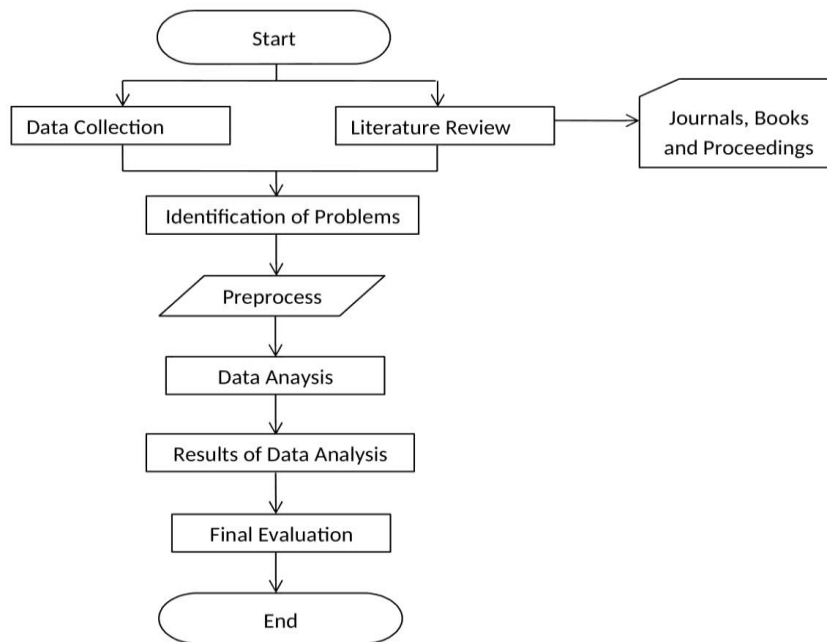 Start
Data Collection
Literature Review
Journals, Books
and Proceedings
Identification of Problems
Preprocess
Data Anaysis
Results of Data Analysis
Final Evaluation
End